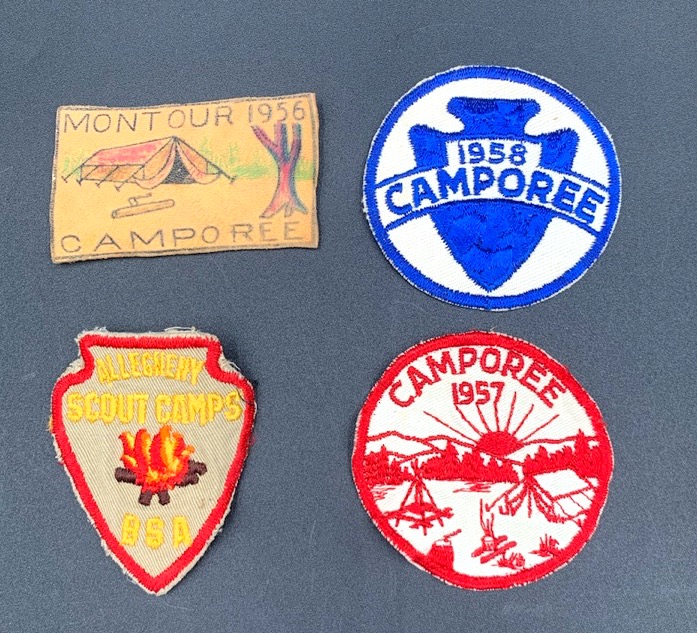 MONTOUR 1956
CAMPOREE
1958
CAMPOREE
ALLEGHENY
SCOUT CAMPS
BSA
CAMPOREE
1957